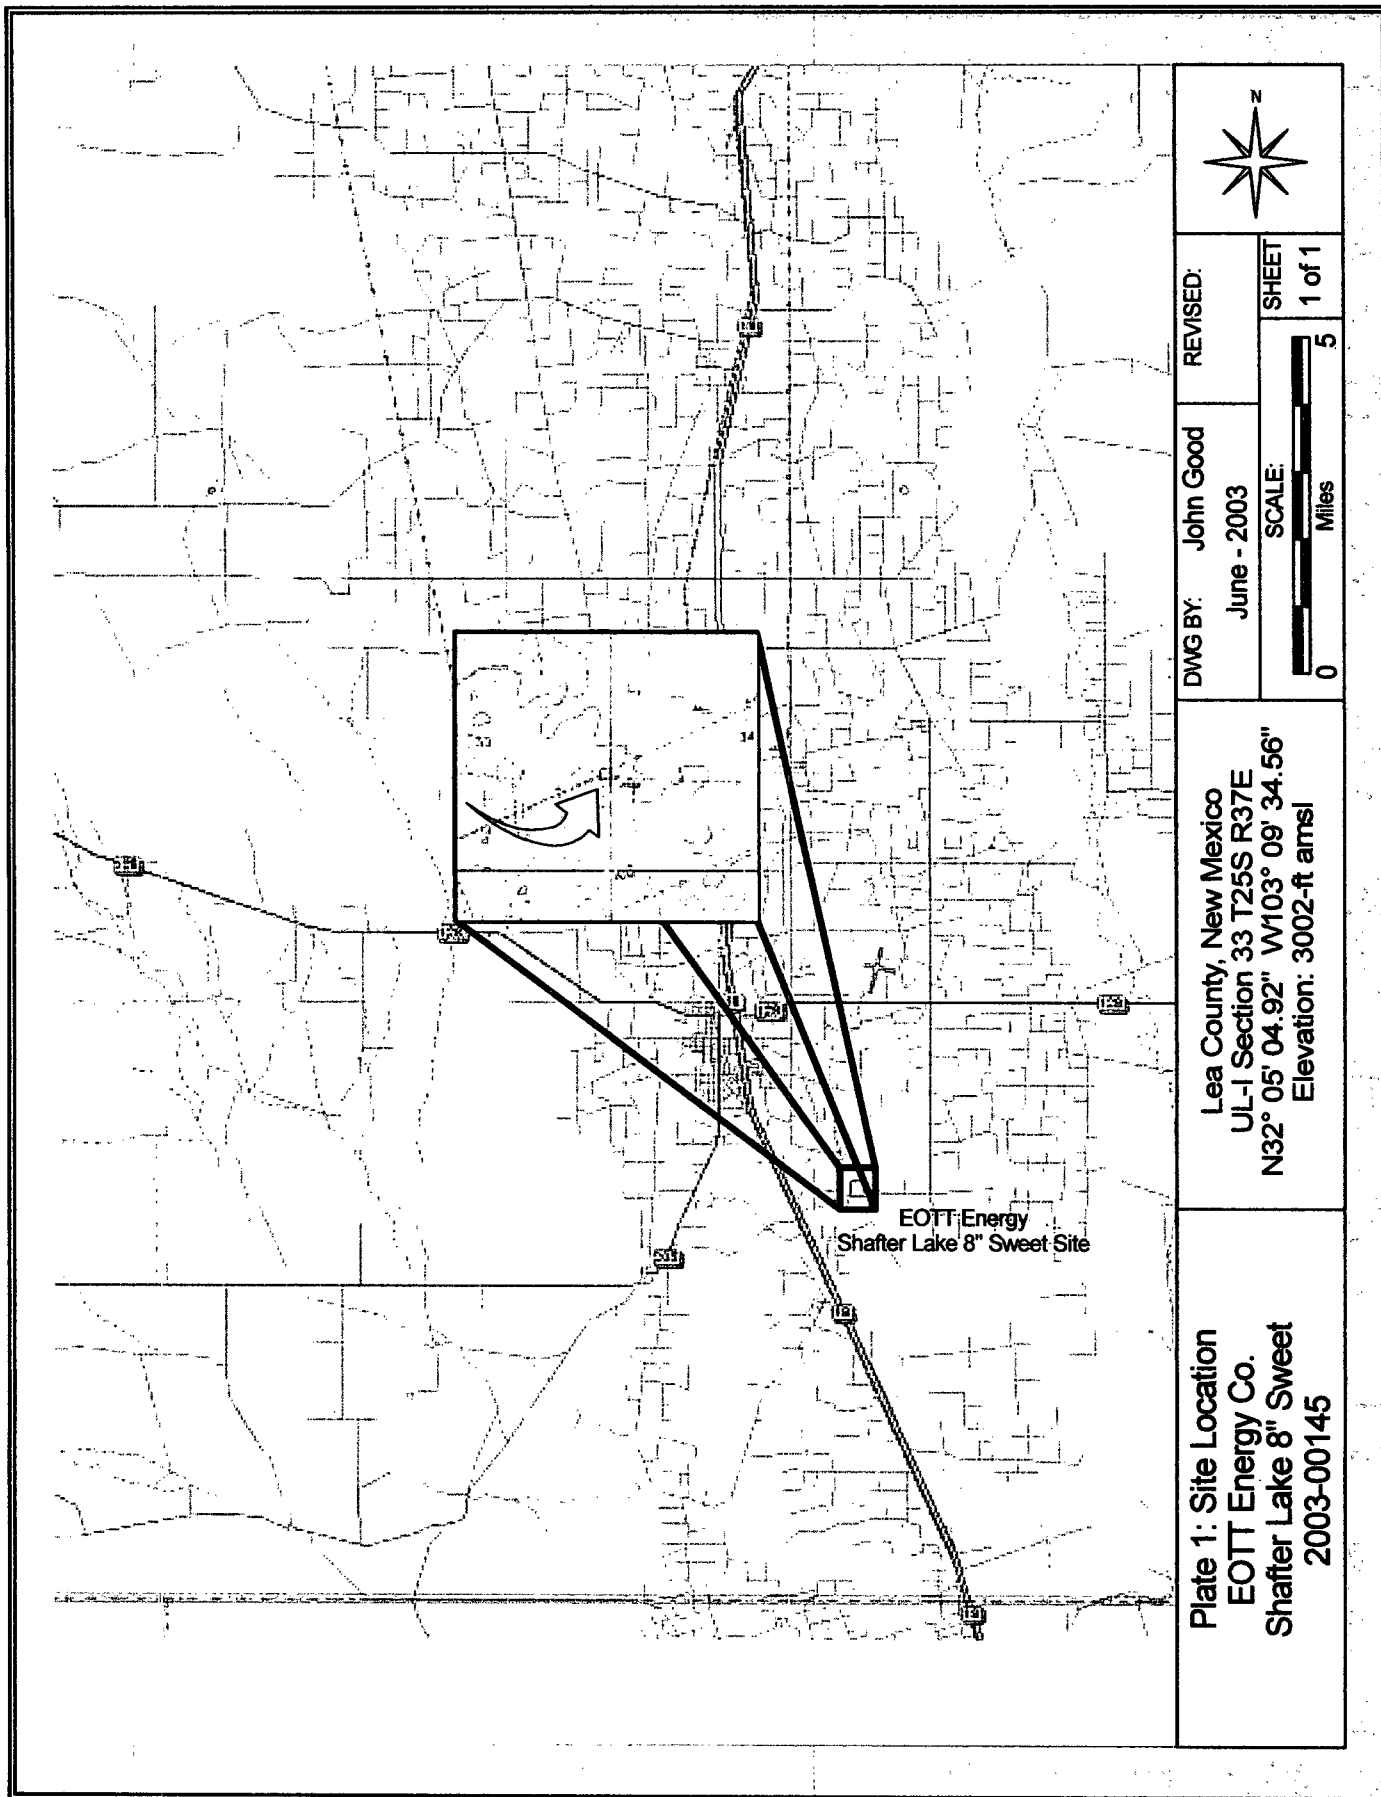 EOTT Energy
Shafter Lake 8" Sweet Site
34
Plate 1: Site Location
EOTT Energy Co.
Shafter Lake 8" Sweet
2003-00145
Lea County, New Mexico
UL-I Section 33 T25S R37E
N32° 05' 04.92" W103° 09' 34.56"
Elevation: 3002-ft amsl
DWG BY: John Good
June - 2003
REVISED:
SCALE:
0 Miles 5
SHEET
1 of 1
N